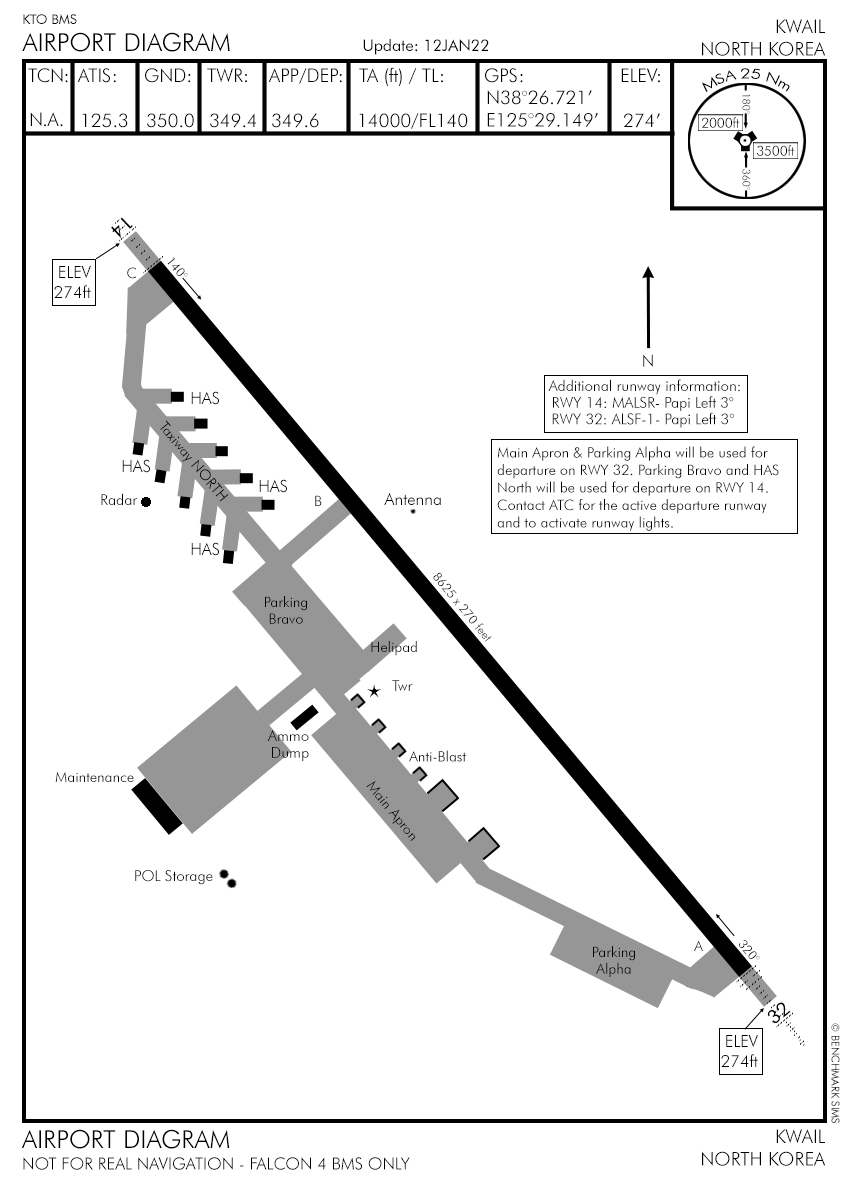 KTO BMS
AIRPORT DIAGRAM
Update: 12JAN22
KWAIL
NORTH KOREA
TCN:
N.A.
ATIS:
125.3
GND:
350.0
TWR:
349.4
APP/DEP:
349.6
TA (ft) / TL:
14000/FL140
GPS:
N38°26.721′
E125°29.149′
ELEV:
274′
MSA 25 Nm
180°
2000ft
3500ft
360°
14
ELEV
274ft
C
140°
N
Additional runway information:
RWY 14: MALSR- Papi Left 3°
RWY 32: ALSF-1- Papi Left 3°
Main Apron & Parking Alpha will be used for
departure on RWY 32. Parking Bravo and HAS
North will be used for departure on RWY 14.
Contact ATC for the active departure runway
and to activate runway lights.
HAS
Taxiway NORTH
HAS
HAS
Radar
B
Antenna
HAS
8625 x 270 feet
Parking
Bravo
Helipad
Twr
Ammo
Dump
Anti-Blast
Maintenance
Main Apron
POL Storage
A
320°
Parking
Alpha
32
ELEV
274ft
© BENCHMARK SIMS
AIRPORT DIAGRAM
NOT FOR REAL NAVIGATION - FALCON 4 BMS ONLY
KWAIL
NORTH KOREA